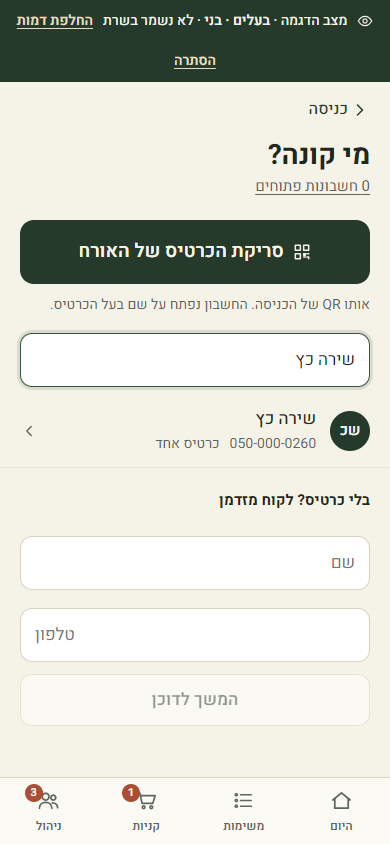 מצב הדגמה · בעלים · בני · לא נשמר בשרת החלפת דמות
הסתרה
כניסה
מי קונה?
0 חשבונות פתוחים
סריקת הכרטיס של האורח
אותו QR של הכניסה. החשבון נפתח על שם בעל הכרטיס.
שירה כץ
שכ
שירה כץ
050-000-0260 כרטיס אחד
בלי כרטיס? לקוח מזדמן
שם
טלפון
המשך לדוכן
היום
משימות
1
קניות
3
ניהול